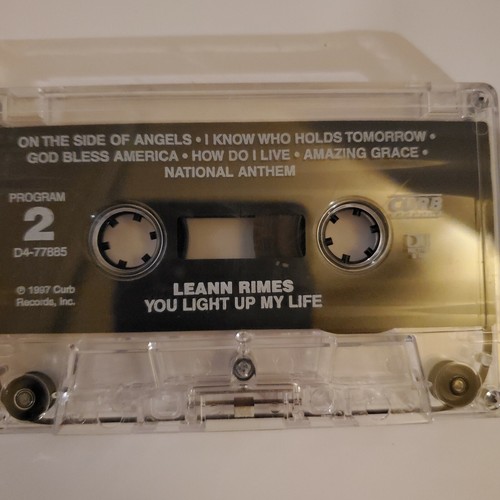 ON THE SIDE OF ANGELS • I KNOW WHO HOLDS TOMORROW •
GOD BLESS AMERICA • HOW DO I LIVE • AMAZING GRACE •
NATIONAL ANTHEM
PROGRAM
2
D4-77885
CURB
℗ 1997 Curb
Records, Inc.
LEANN RIMES
YOU LIGHT UP MY LIFE